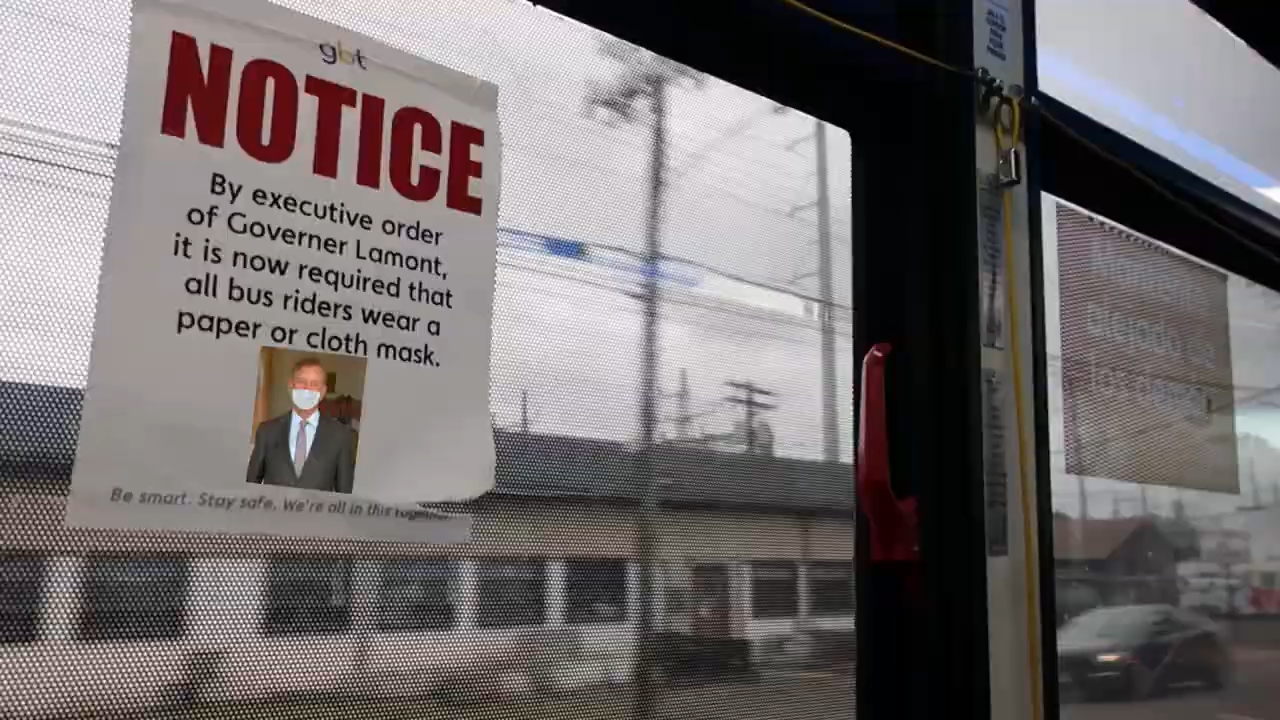 gbt
NOTICE
By executive order
of Governer Lamont,
it is now required that
all bus riders wear a
paper or cloth mask.
Be smart. Stay safe. We're all in this together.